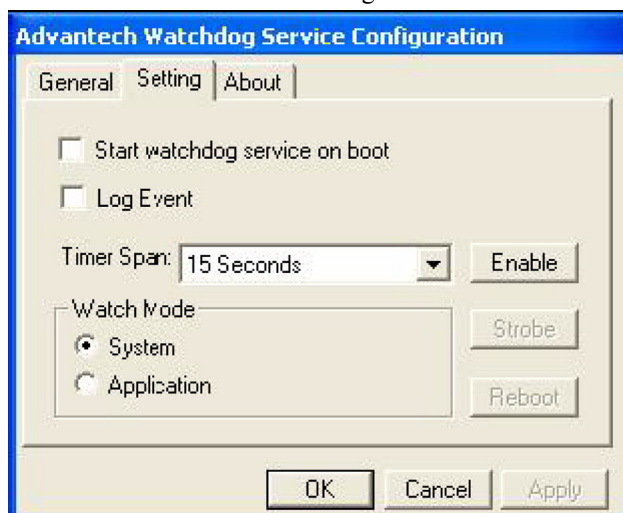 Advantech Watchdog Service Configuration
General Setting About
Start watchdog service on boot
Log Event
Timer Span: 15 Seconds Enable
Watch Mode
System
Strobe
Application
Reboot
OK Cancel Apply